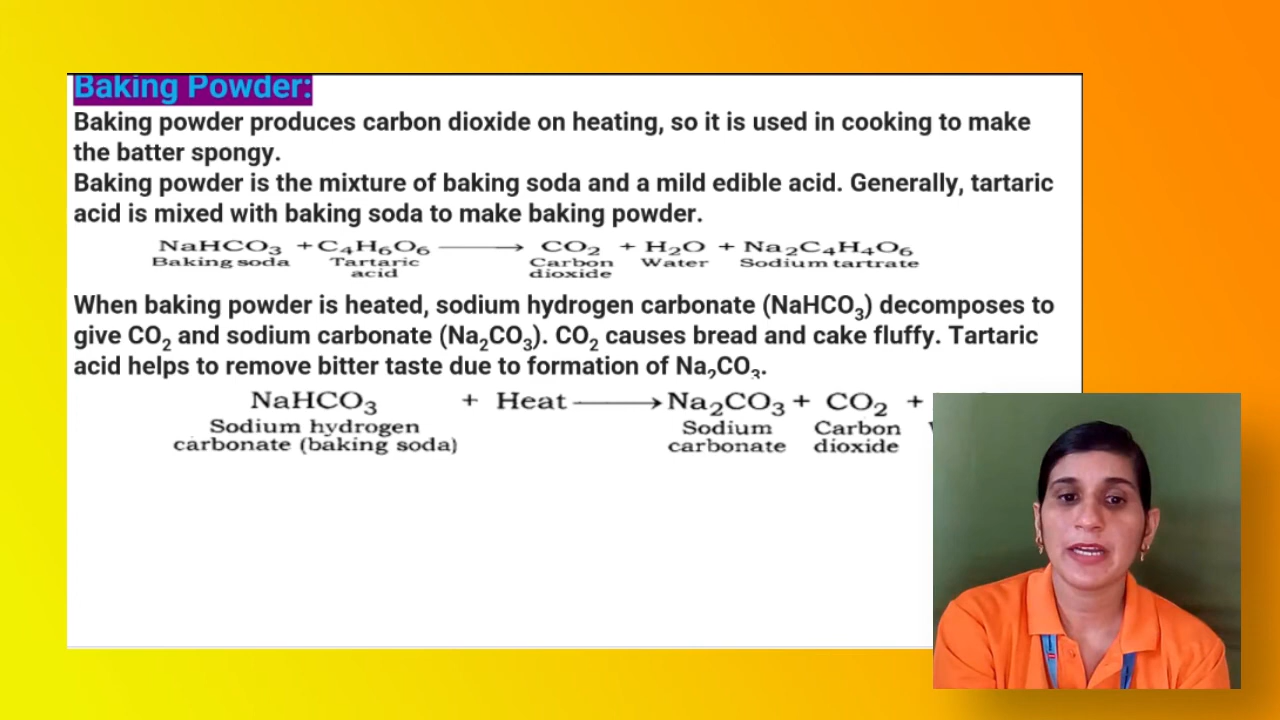 Baking Powder:
Baking powder produces carbon dioxide on heating, so it is used in cooking to make
the batter spongy.
Baking powder is the mixture of baking soda and a mild edible acid. Generally, tartaric
acid is mixed with baking soda to make baking powder.
NaHCO₃ + C₄H₆O₆ ⟶ CO₂ + H₂O + Na₂C₄H₄O₆
Baking soda Tartaric Carbon Water Sodium tartrate
acid dioxide
When baking powder is heated, sodium hydrogen carbonate (NaHCO₃) decomposes to
give CO₂ and sodium carbonate (Na₂CO₃). CO₂ causes bread and cake fluffy. Tartaric
acid helps to remove bitter taste due to formation of Na₂CO₃.
NaHCO₃ + Heat ⟶ Na₂CO₃ + CO₂ +
Sodium hydrogen Sodium Carbon
carbonate (baking soda) carbonate dioxide